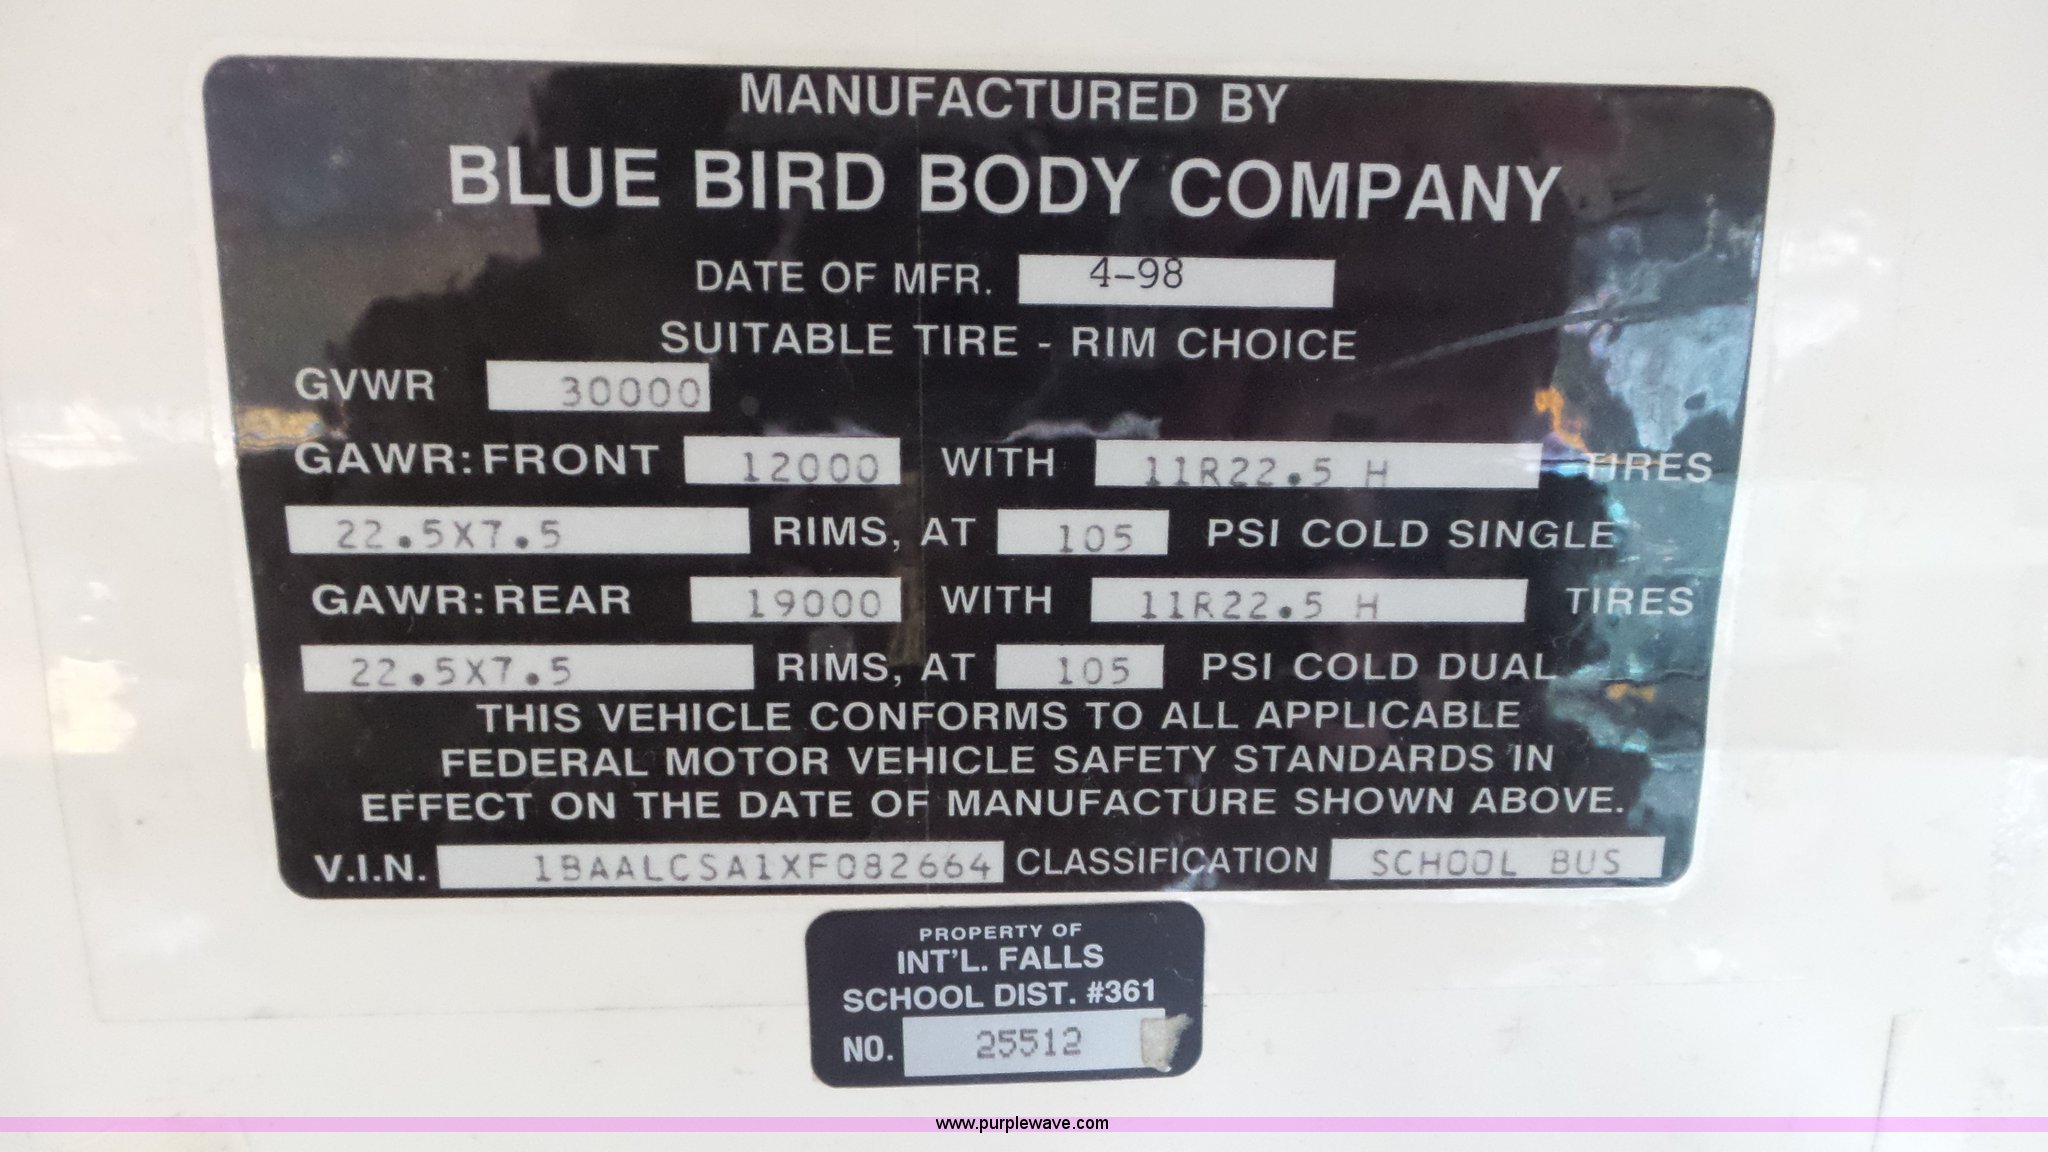 MANUFACTURED BY
BLUE BIRD BODY COMPANY
DATE OF MFR. 4-98
SUITABLE TIRE - RIM CHOICE
GVWR 30000
GAWR: FRONT 12000 WITH 11R22.5 H TIRES
22.5X7.5 RIMS, AT 105 PSI COLD SINGLE
GAWR: REAR 19000 WITH 11R22.5 H TIRES
22.5X7.5 RIMS, AT 105 PSI COLD DUAL
THIS VEHICLE CONFORMS TO ALL APPLICABLE
FEDERAL MOTOR VEHICLE SAFETY STANDARDS IN
EFFECT ON THE DATE OF MANUFACTURE SHOWN ABOVE.
V.I.N. 1BAALCSA1XF082664 CLASSIFICATION SCHOOL BUS
PROPERTY OF
INT'L. FALLS
SCHOOL DIST. #361
NO. 25512
www.purplewave.com